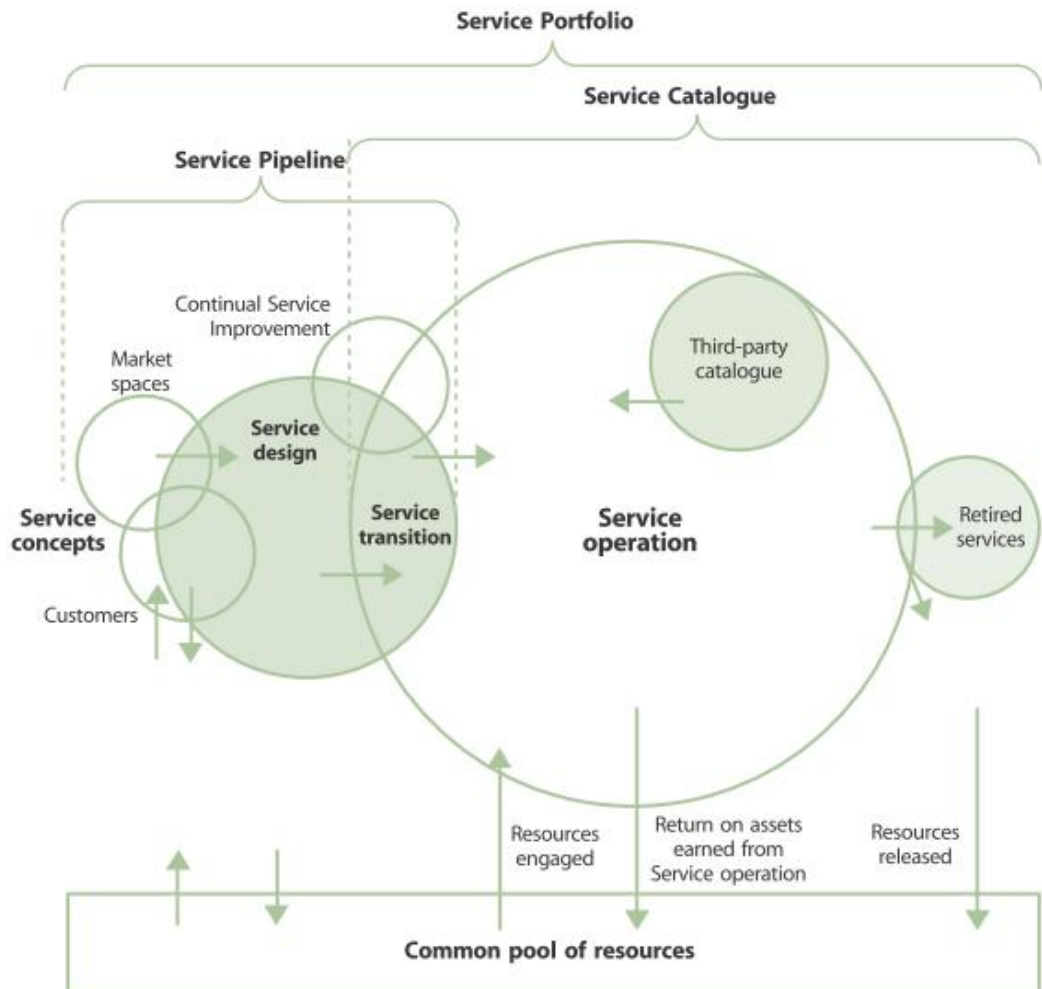 Service Portfolio
Service Catalogue
Service Pipeline
Continual Service
Improvement
Market
spaces
Third-party
catalogue
Service
design
Service
concepts
Service
transition
Service
operation
Retired
services
Customers
Resources
engaged
Return on assets
earned from
Service operation
Resources
released
Common pool of resources